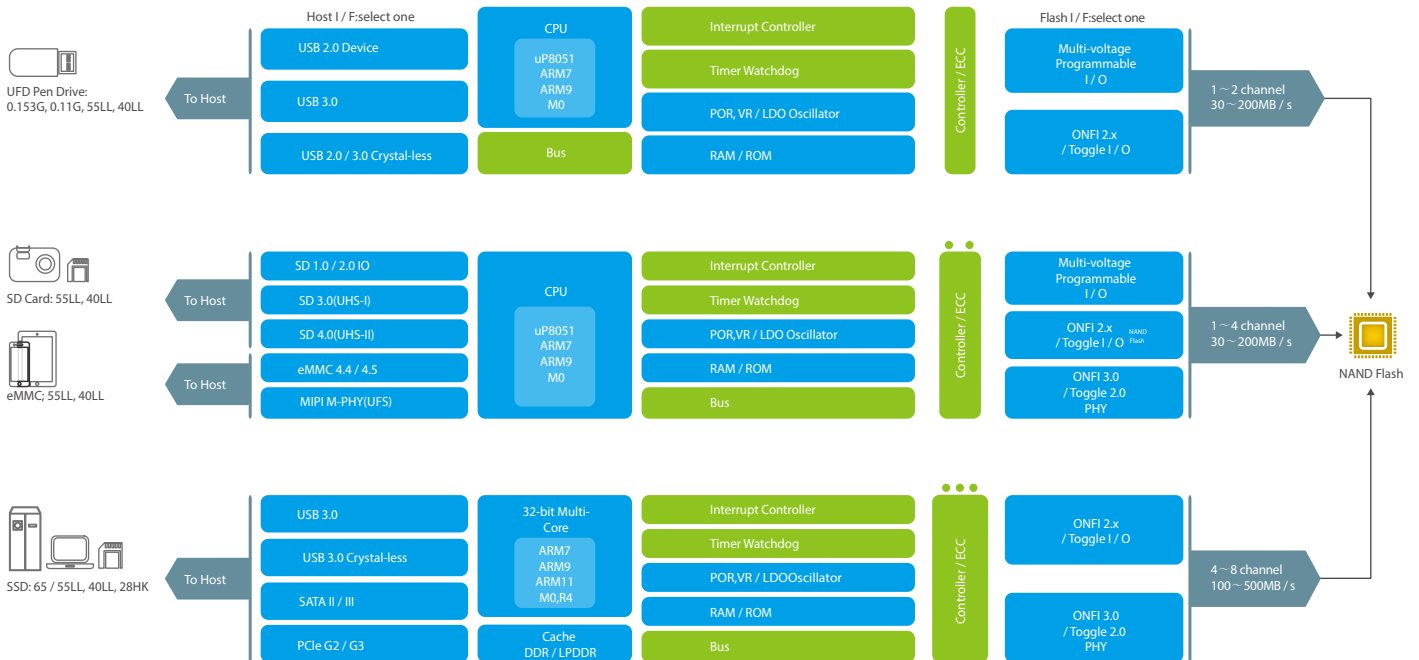 Host I / F:select one
Flash I / F:select one
UFD Pen Drive:
0.153G, 0.11G, 55LL, 40LL
To Host
USB 2.0 Device
USB 3.0
USB 2.0 / 3.0 Crystal-less
CPU
uP8051
ARM7
ARM9
M0
Bus
Interrupt Controller
Timer Watchdog
POR, VR / LDO Oscillator
RAM / ROM
Controller / ECC
Multi-voltage
Programmable
I / O
ONFI 2.x
/ Toggle I / O
1～2 channel
30～200MB / s
SD Card: 55LL, 40LL
eMMC; 55LL, 40LL
To Host
To Host
SD 1.0 / 2.0 IO
SD 3.0(UHS-I)
SD 4.0(UHS-II)
eMMC 4.4 / 4.5
MIPI M-PHY(UFS)
CPU
uP8051
ARM7
ARM9
M0
Interrupt Controller
Timer Watchdog
POR,VR / LDO Oscillator
RAM / ROM
Bus
Controller / ECC
Multi-voltage
Programmable
I / O
ONFI 2.x
/ Toggle I / O
NAND
Flash
ONFI 3.0
/ Toggle 2.0
PHY
1～4 channel
30～200MB / s
NAND Flash
SSD: 65 / 55LL, 40LL, 28HK
To Host
USB 3.0
USB 3.0 Crystal-less
SATA II / III
PCle G2 / G3
32-bit Multi-
Core
ARM7
ARM9
ARM11
M0,R4
Cache
DDR / LPDDR
Interrupt Controller
Timer Watchdog
POR,VR / LDOOscillator
RAM / ROM
Bus
Controller / ECC
ONFI 2.x
/ Toggle I / O
ONFI 3.0
/ Toggle 2.0
PHY
4～8 channel
100～500MB / s